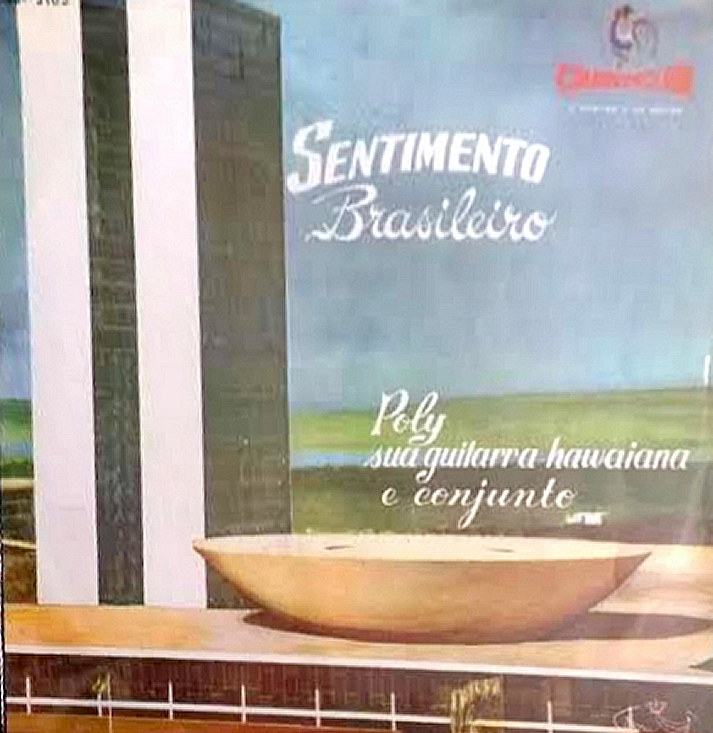 SENTIMENTO
Brasileiro
Poly
sua guitarra hawaiana
e conjunto